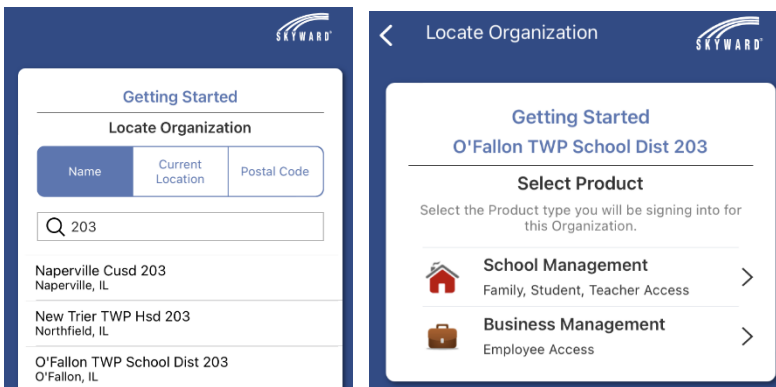 SKYWARD
Getting Started
Locate Organization
Name
Current
Location
Postal Code
203
Naperville Cusd 203
Naperville, IL
New Trier TWP Hsd 203
Northfield, IL
O'Fallon TWP School Dist 203
O'Fallon, IL
Locate Organization
SKYWARD
Getting Started
O'Fallon TWP School Dist 203
Select Product
Select the Product type you will be signing into for
this Organization.
School Management
Family, Student, Teacher Access
Business Management
Employee Access